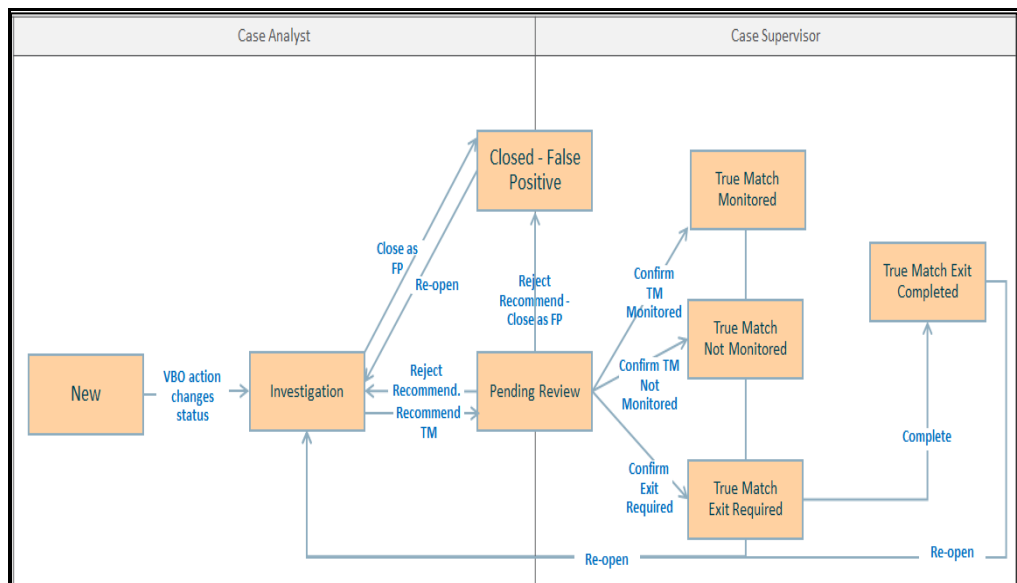 Case Analyst
Case Supervisor
Closed - False
Positive
True Match
Monitored
Close as
FP
Re-open
Reject
Recommend -
Close as FP
Confirm
TM
Monitored
True Match Exit
Completed
True Match
Not Monitored
New
VBO action
changes
status
Investigation
Reject
Recommend.
Recommend
TM
Pending Review
Confirm TM
Not
Monitored
Complete
Confirm
Exit
Required
True Match
Exit Required
Re-open
Re-open